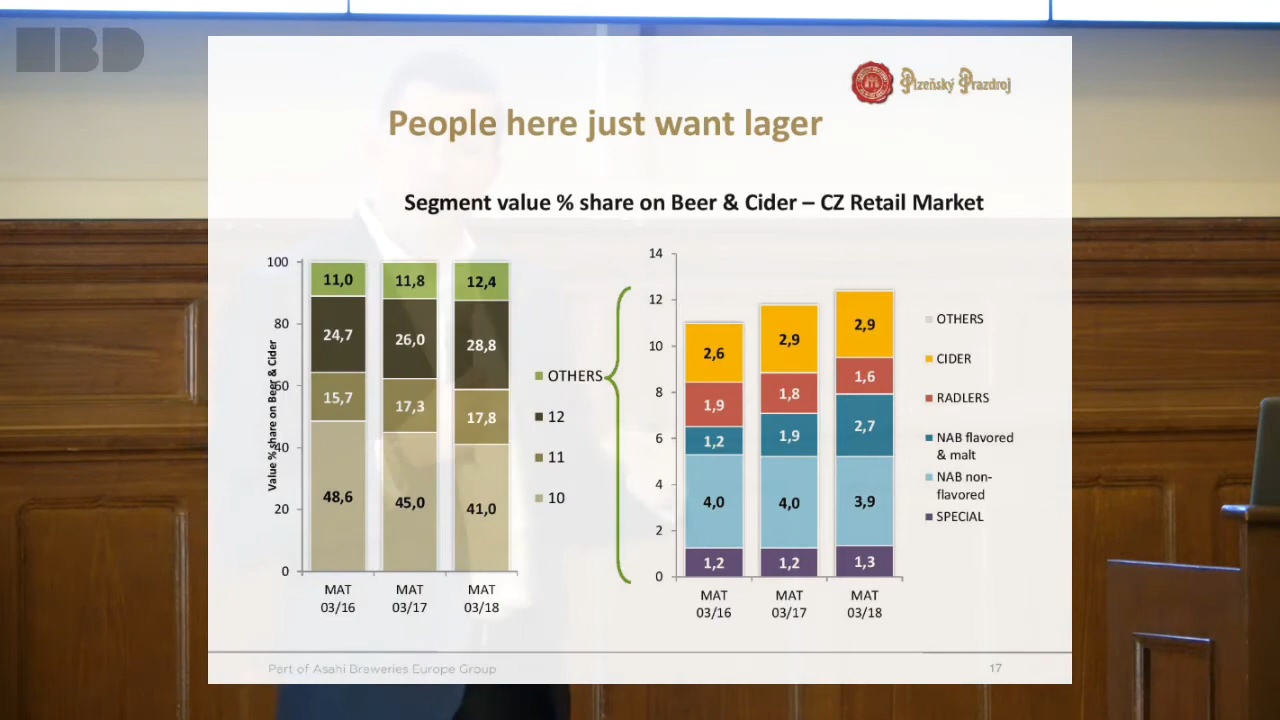 IBD
Plzeňský Prazdroj
People here just want lager
Segment value % share on Beer & Cider – CZ Retail Market
Value % share on Beer & Cider
100
80
60
40
20
0
11,0
11,8
12,4
24,7
26,0
28,8
15,7
17,3
17,8
48,6
45,0
41,0
MAT
03/16
MAT
03/17
MAT
03/18
OTHERS
12
11
10
14
12
10
8
6
4
2
0
2,6
2,9
2,9
1,9
1,8
1,6
1,2
1,9
2,7
4,0
4,0
3,9
1,2
1,2
1,3
MAT
03/16
MAT
03/17
MAT
03/18
OTHERS
CIDER
RADLERS
NAB flavored
& malt
NAB non-
flavored
SPECIAL
Part of Asahi Breweries Europe Group
17